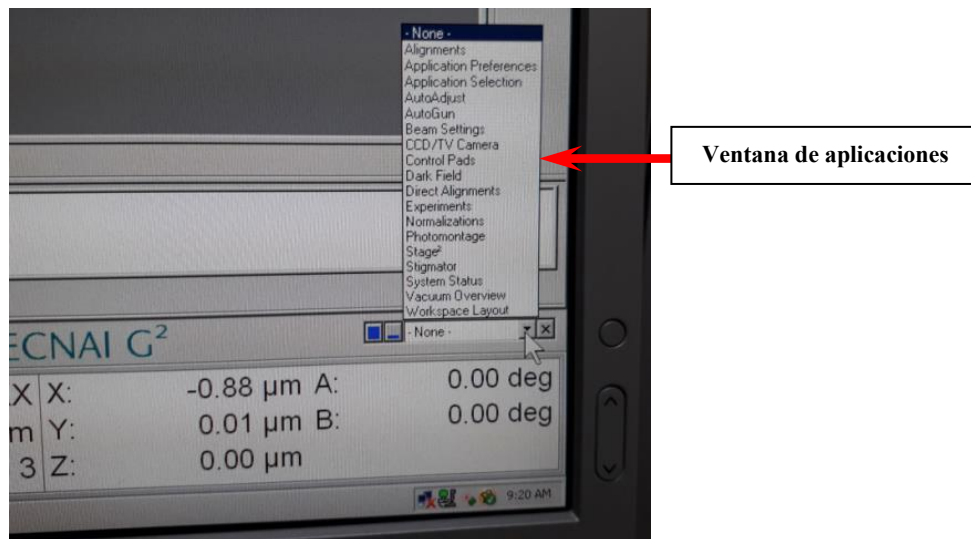 - None -
Alignments
Application Preferences
Application Selection
AutoAdjust
AutoGun
Beam Settings
CCD/TV Camera
Control Pads
Dark Field
Direct Alignments
Experiments
Normalizations
Photomontage
Stage²
Stigmator
System Status
Vacuum Overview
Workspace Layout
Ventana de aplicaciones
ECNAI G² - None -
X X: -0.88 µm A: 0.00 deg
m Y: 0.01 µm B: 0.00 deg
3 Z: 0.00 µm
9:20 AM